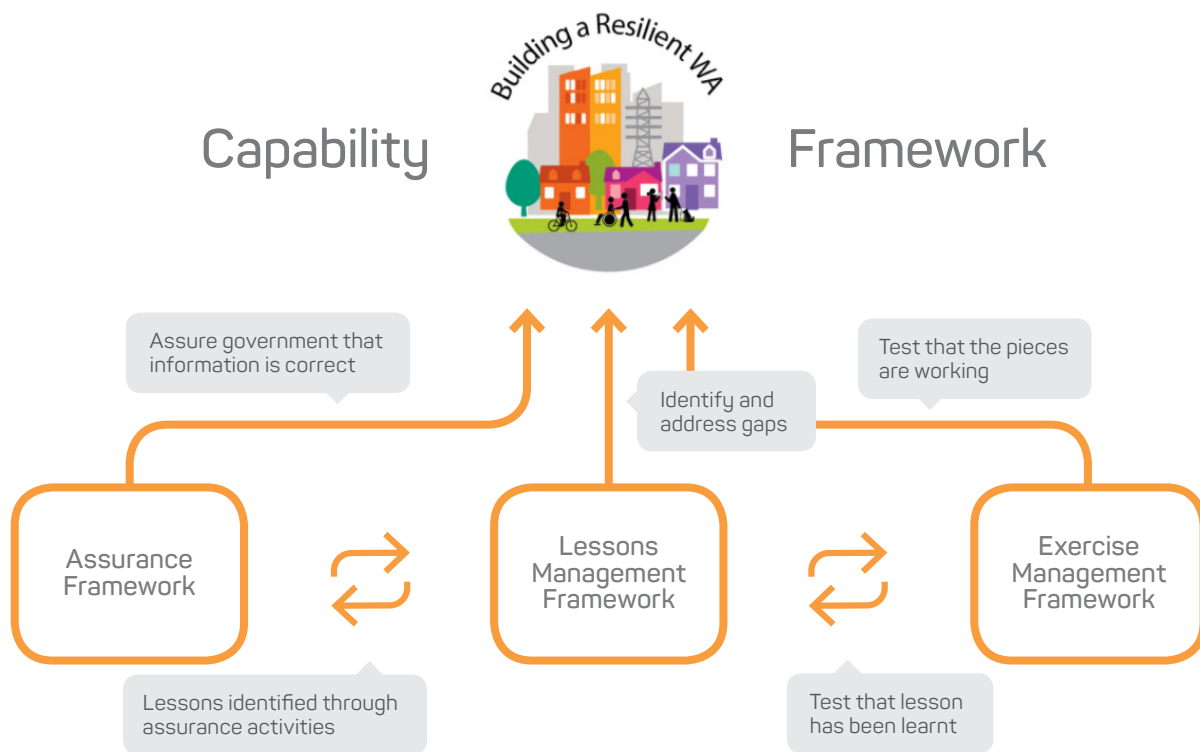 Building a Resilient WA
Capability
Framework
Assure government that
information is correct
Test that the pieces
are working
Identify and
address gaps
Assurance
Framework
Lessons
Management
Framework
Exercise
Management
Framework
Lessons identified through
assurance activities
Test that lesson
has been learnt